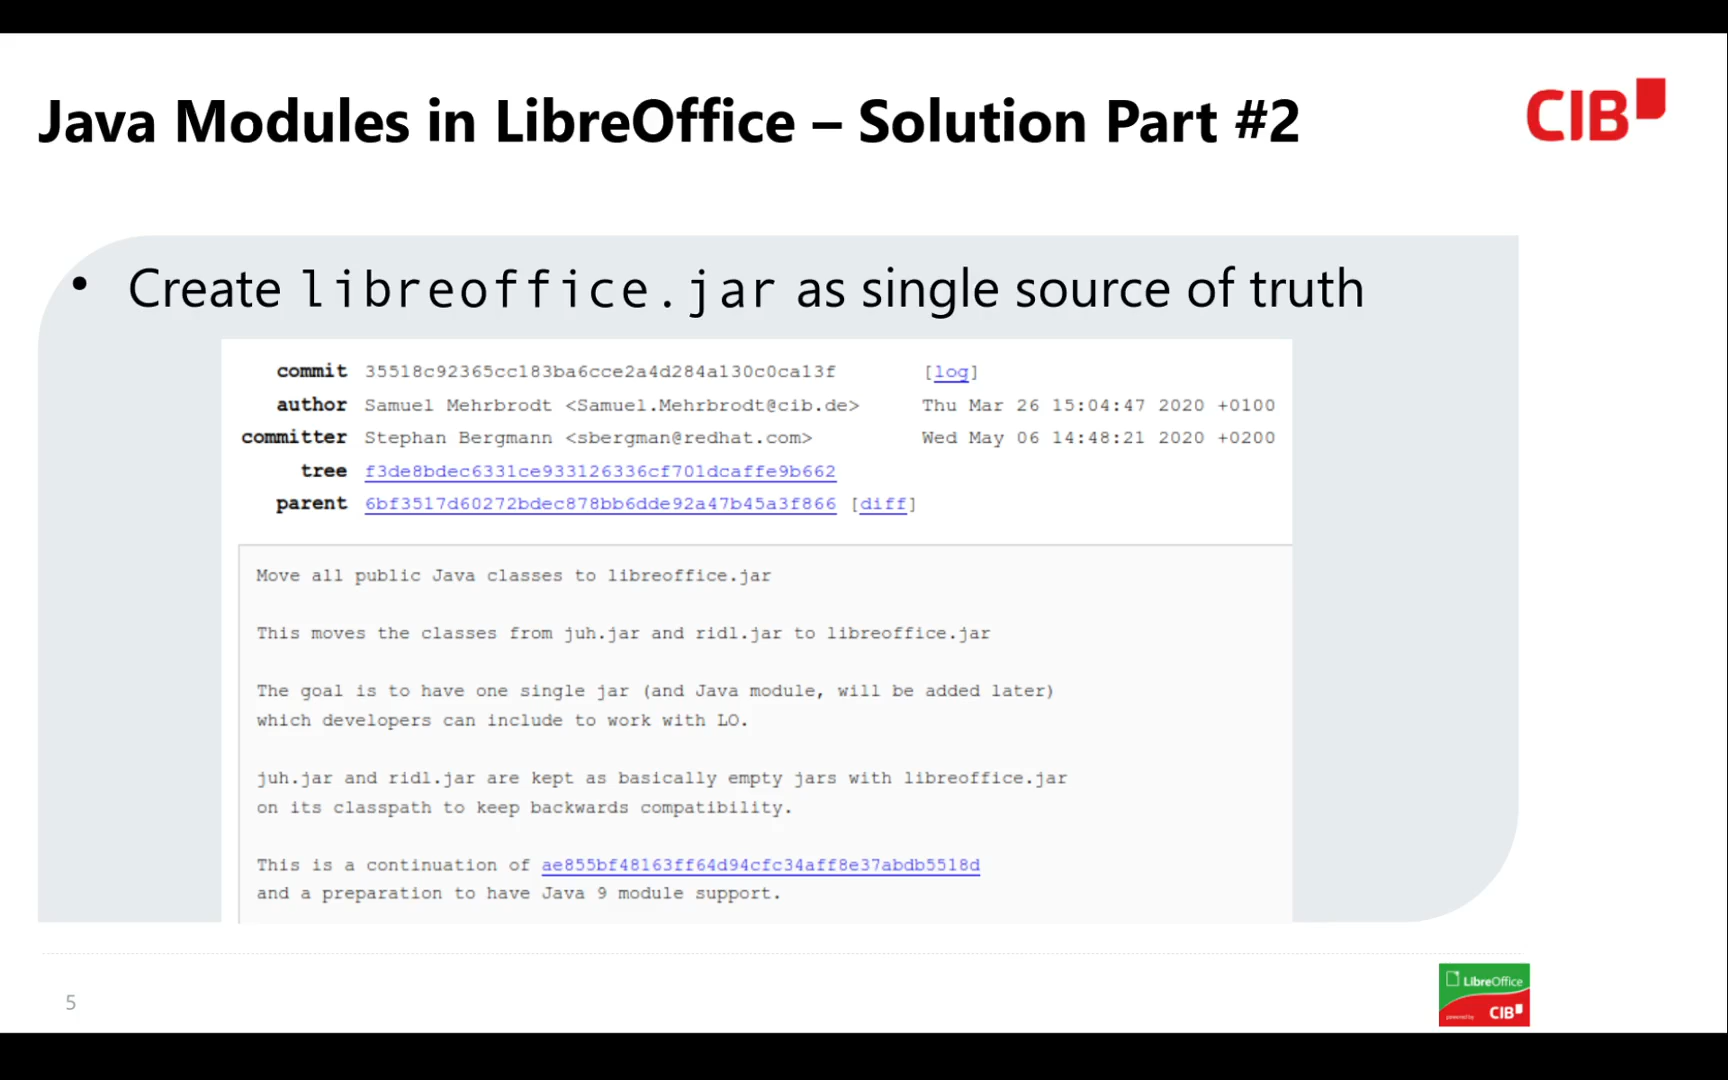 Java Modules in LibreOffice – Solution Part #2
CIB
• Create libreoffice.jar as single source of truth
commit 35518c92365cc183ba6cce2a4d284a130c0ca13f [log]
author Samuel Mehrbrodt <Samuel.Mehrbrodt@cib.de> Thu Mar 26 15:04:47 2020 +0100
committer Stephan Bergmann <sbergman@redhat.com> Wed May 06 14:48:21 2020 +0200
tree f3de8bdec6331ce933126336cf701dcaffe9b662
parent 6bf3517d60272bdec878bb6dde92a47b45a3f866 [diff]
Move all public Java classes to libreoffice.jar
This moves the classes from juh.jar and ridl.jar to libreoffice.jar
The goal is to have one single jar (and Java module, will be added later)
which developers can include to work with LO.
juh.jar and ridl.jar are kept as basically empty jars with libreoffice.jar
on its classpath to keep backwards compatibility.
This is a continuation of ae855bf48163ff64d94cfc34aff8e37abdb5518d
and a preparation to have Java 9 module support.
5
LibreOffice
powered by CIB